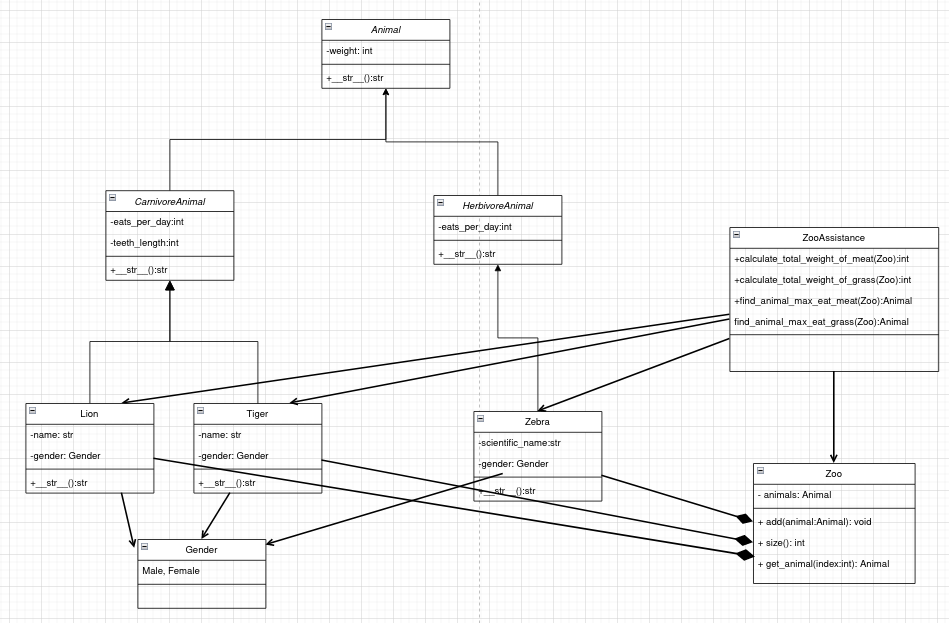 Animal
-weight: int
+__str__():str
CarnivoreAnimal
-eats_per_day:int
-teeth_length:int
+__str__():str
HerbivoreAnimal
-eats_per_day:int
+__str__():str
ZooAssistance
+calculate_total_weight_of_meat(Zoo):int
+calculate_total_weight_of_grass(Zoo):int
+find_animal_max_eat_meat(Zoo):Animal
find_animal_max_eat_grass(Zoo):Animal
Lion
-name: str
-gender: Gender
+__str__():str
Tiger
-name: str
-gender: Gender
+__str__():str
Zebra
-scientific_name:str
-gender: Gender
+__str__():str
Zoo
- animals: Animal
+ add(animal:Animal): void
+ size(): int
+ get_animal(index:int): Animal
Gender
Male, Female